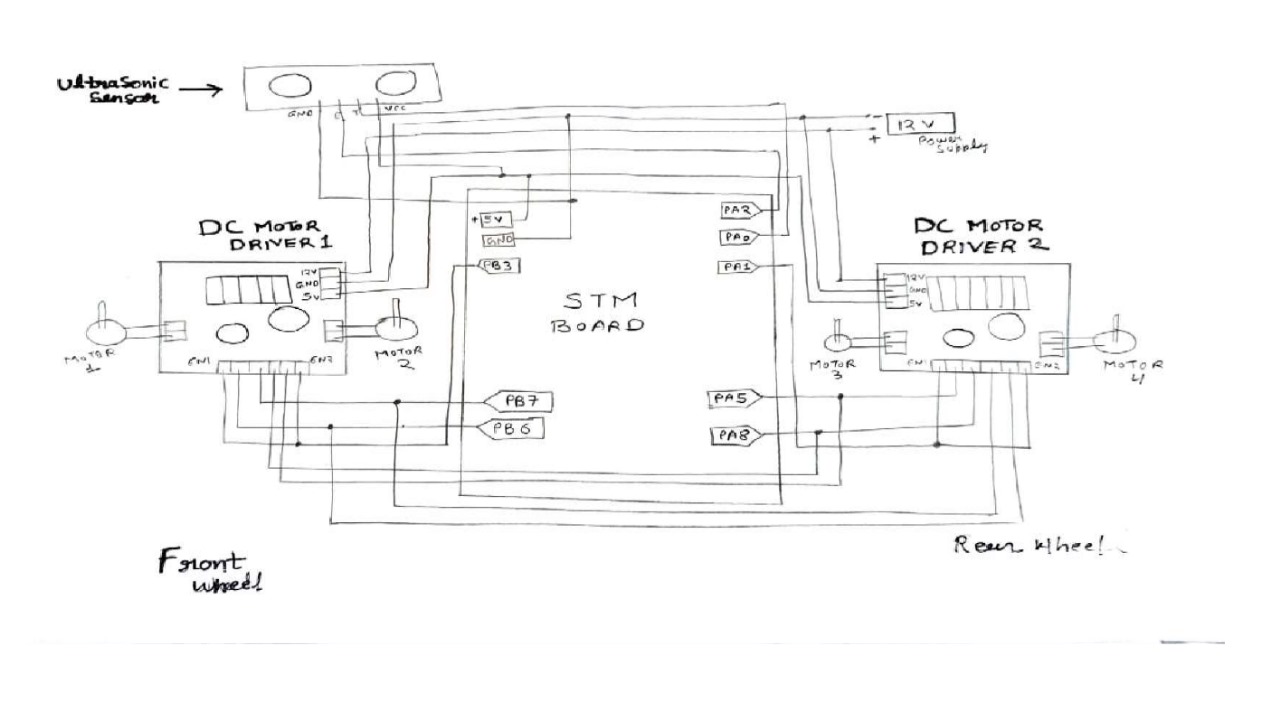 UltraSonic
Sensor
GND
E
T
VCC
12V
Power
Supply
-
+
DC MOTOR
DRIVER 1
12V
GND
5V
MOTOR
1
MOTOR
2
EN1
EN2
+5V
GND
PB3
PB7
PB6
STM
BOARD
PA2
PA0
PA1
PA5
PA8
DC MOTOR
DRIVER 2
12V
GND
5V
MOTOR
3
MOTOR
4
EN1
EN2
Front
wheel
Rear wheel